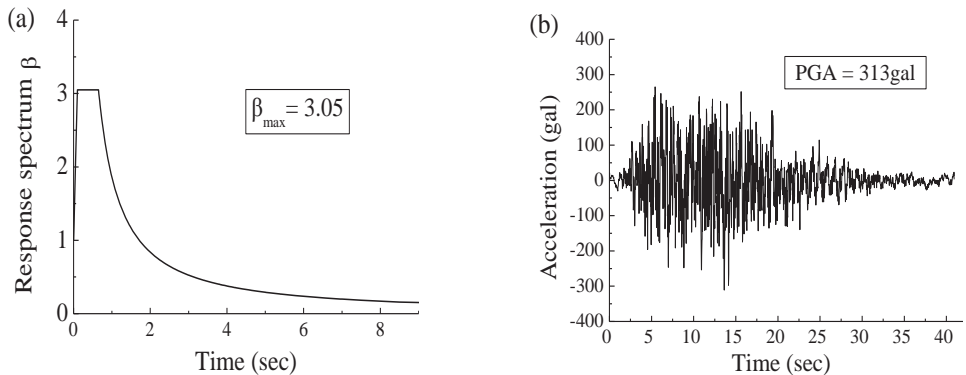 (a)
4
3
2
1
0
0 2 4 6 8
Response spectrum β
Time (sec)
βmax = 3.05
(b)
400
300
200
100
0
-100
-200
-300
-400
0 5 10 15 20 25 30 35 40
Acceleration (gal)
Time (sec)
PGA = 313gal